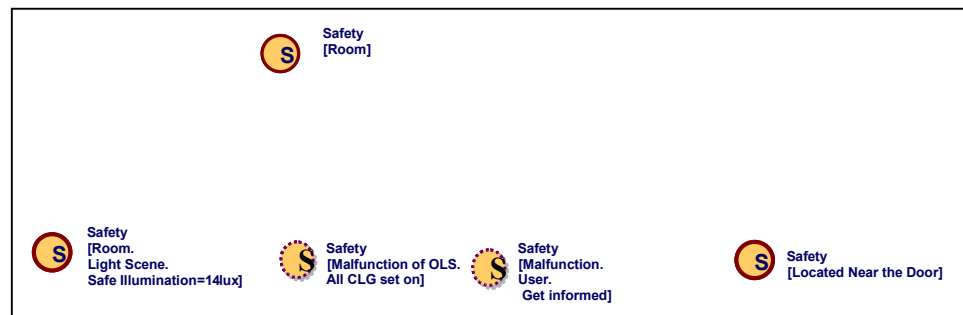 S
Safety
[Room]
S
Safety
[Room.
Light Scene.
Safe Illumination=14lux]
S
Safety
[Malfunction of OLS.
All CLG set on]
S
Safety
[Malfunction.
User.
Get informed]
S
Safety
[Located Near the Door]